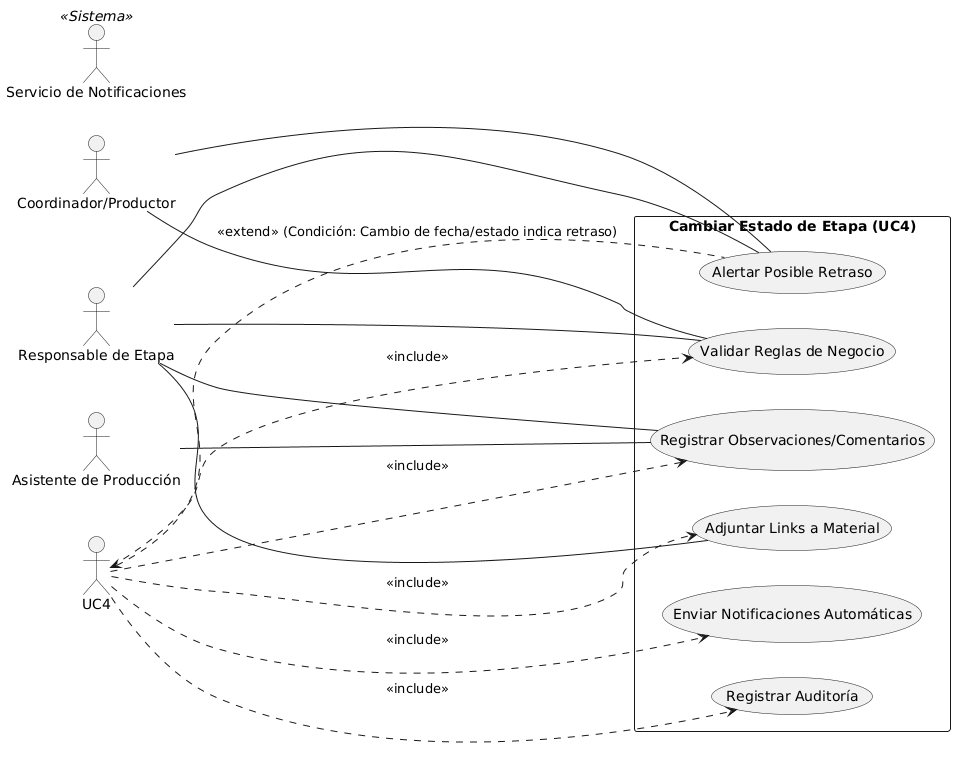 «Sistema»
Servicio de Notificaciones
Coordinador/Productor
«extend» (Condición: Cambio de fecha/estado indica retraso)
Cambiar Estado de Etapa (UC4)
Alertar Posible Retraso
Responsable de Etapa
Validar Reglas de Negocio
«include»
Registrar Observaciones/Comentarios
Asistente de Producción
«include»
Adjuntar Links a Material
UC4
«include»
Enviar Notificaciones Automáticas
«include»
Registrar Auditoría
«include»